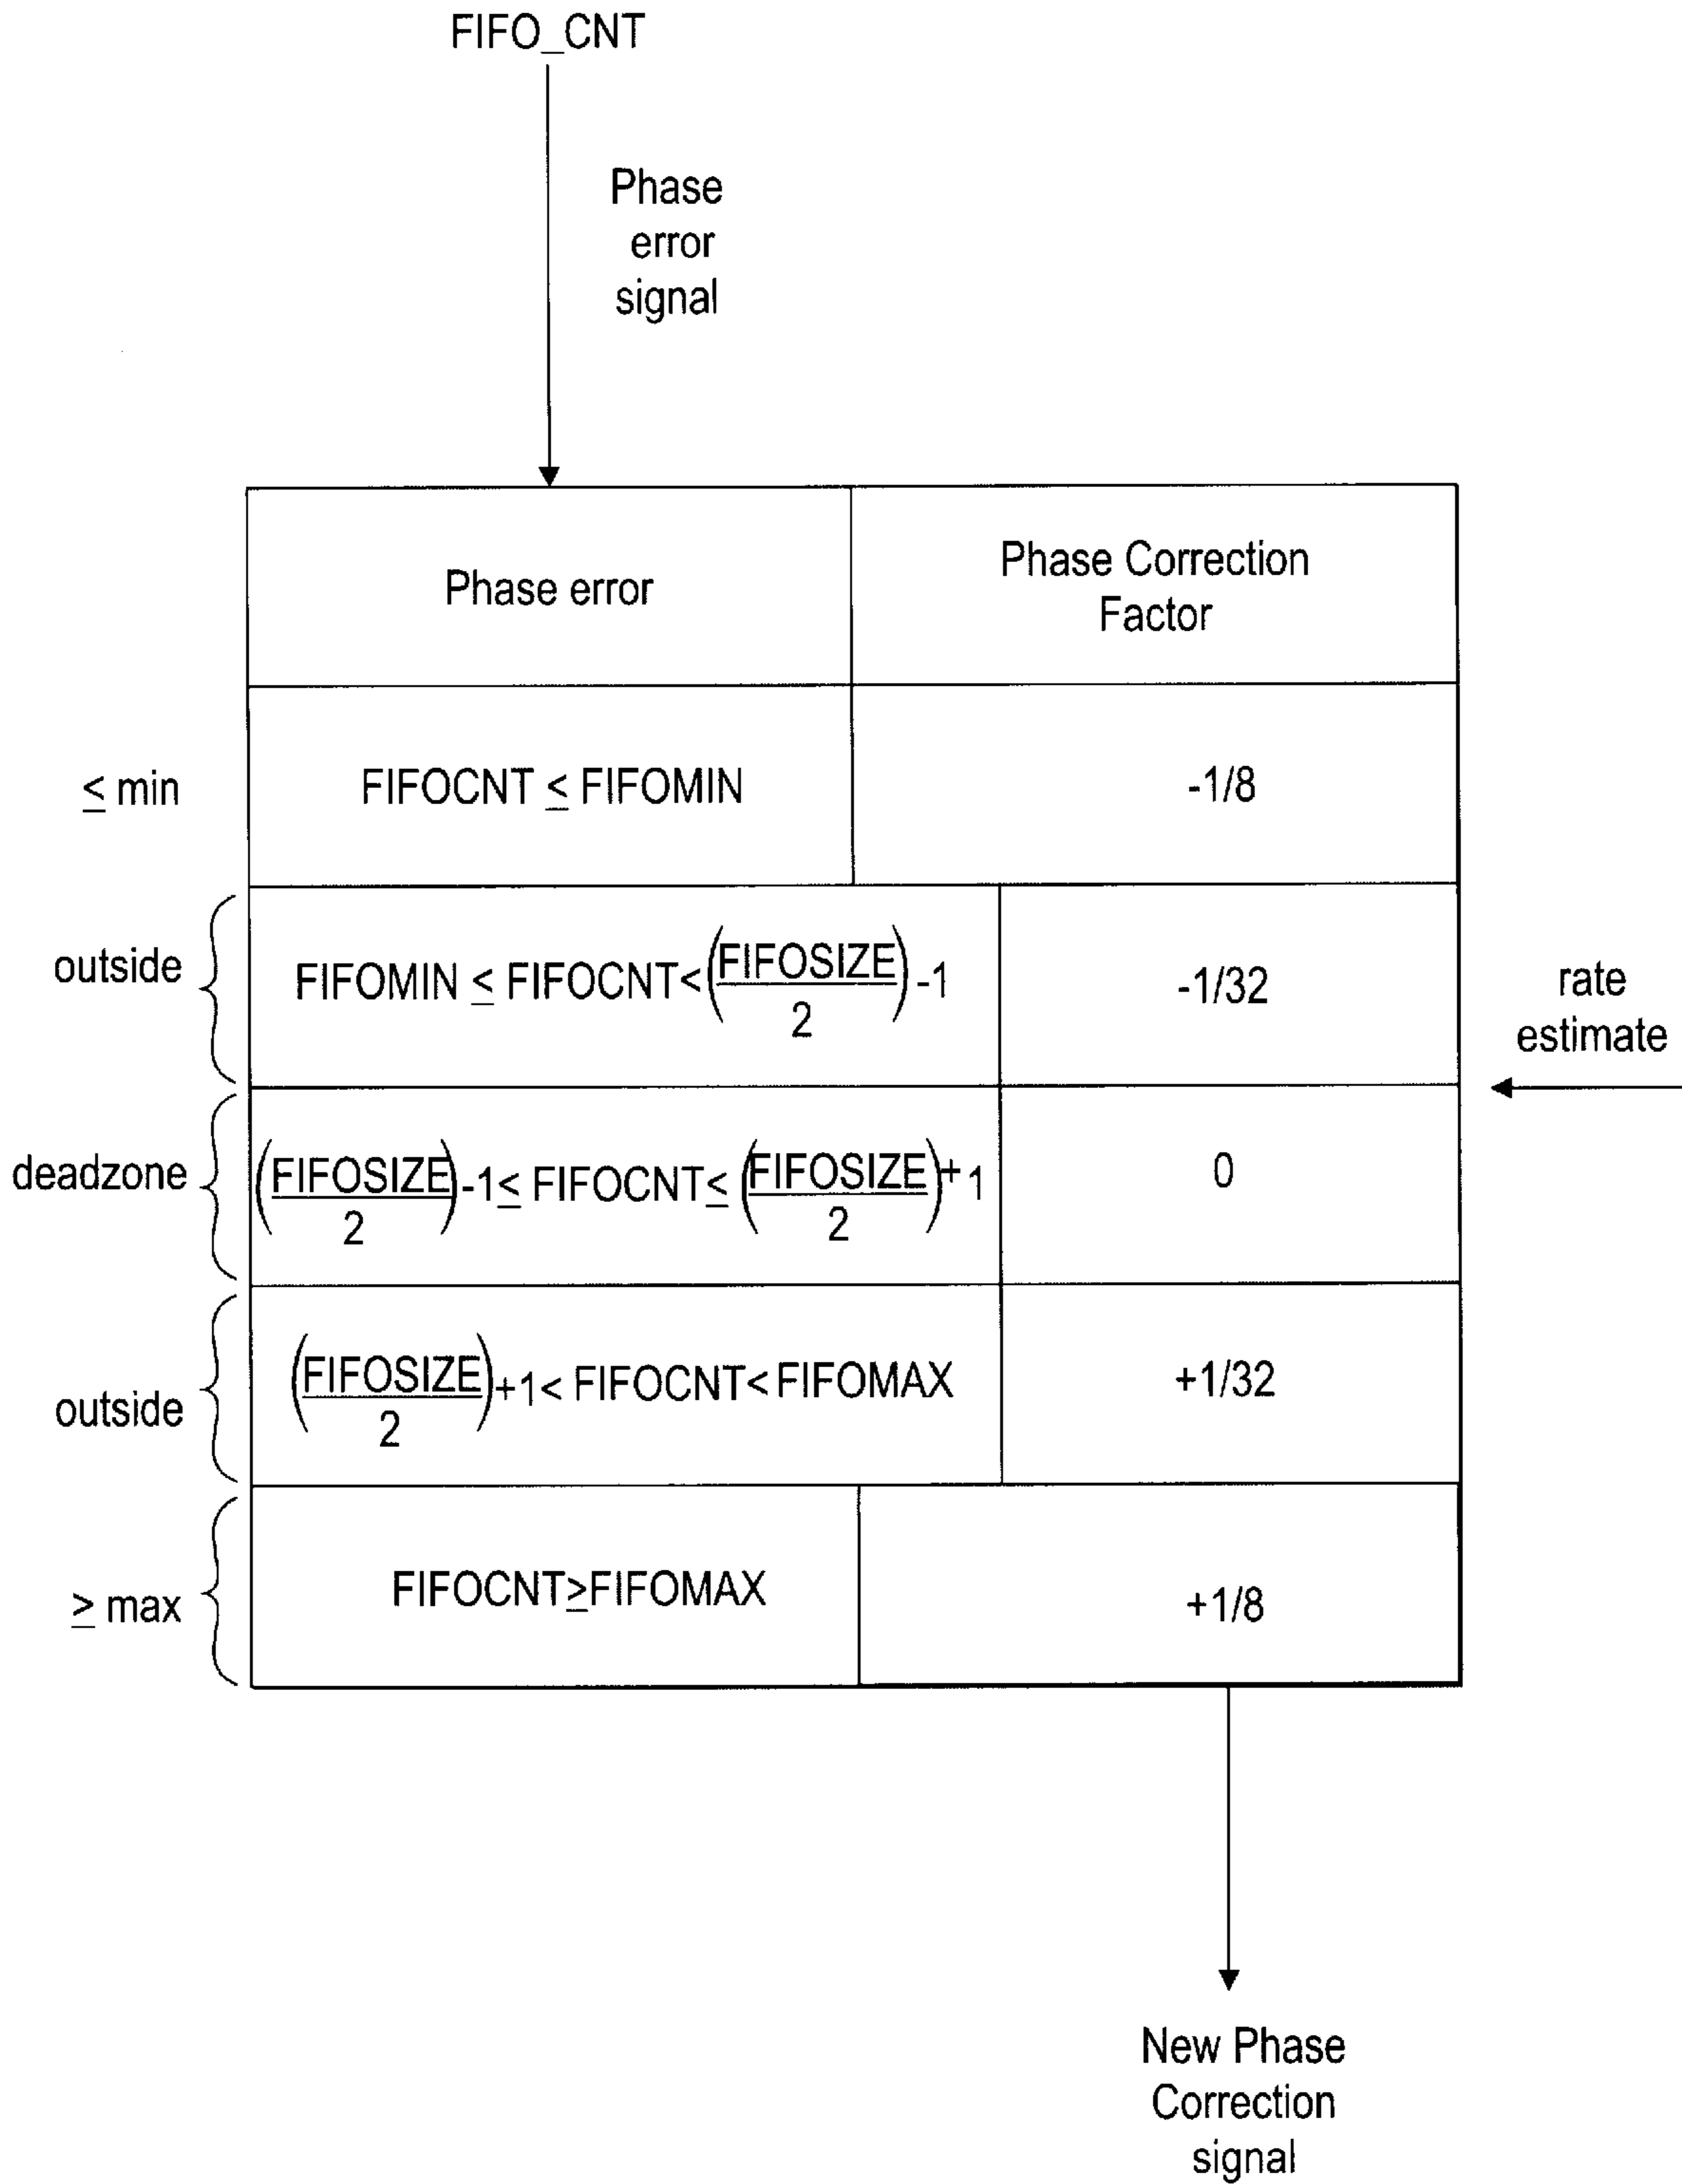 FIFO_CNT
Phase
error
signal
Phase error
Phase Correction
Factor
≤ min
FIFOCNT ≤ FIFOMIN
-1/8
outside
FIFOMIN ≤ FIFOCNT<(FIFOSIZE/2)-1
-1/32
rate
estimate
deadzone
(FIFOSIZE/2)-1≤ FIFOCNT≤ (FIFOSIZE/2)+1
0
outside
(FIFOSIZE/2)+1< FIFOCNT<FIFOMAX
+1/32
≥ max
FIFOCNT≥FIFOMAX
+1/8
New Phase
Correction
signal